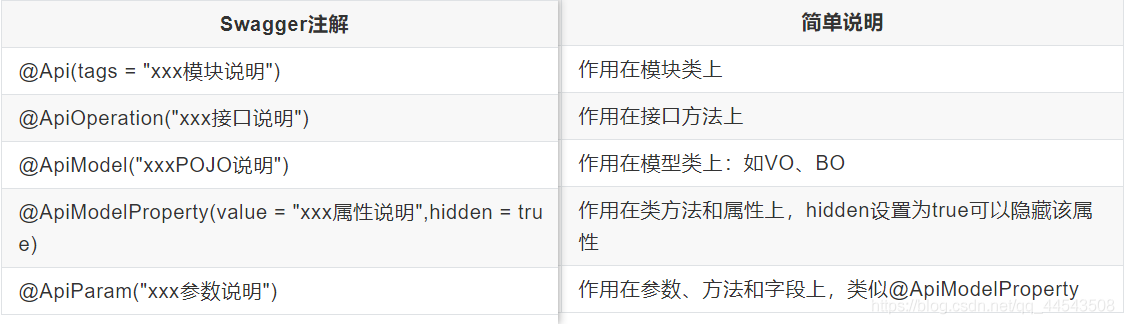 Swagger注解 简单说明
@Api(tags = "xxx模块说明") 作用在模块类上
@ApiOperation("xxx接口说明") 作用在接口方法上
@ApiModel("xxxPOJO说明") 作用在模型类上：如VO、BO
@ApiModelProperty(value = "xxx属性说明",hidden = tru 作用在类方法和属性上，hidden设置为true可以隐藏该属
e) 性
@ApiParam("xxx参数说明") 作用在参数、方法和字段上，类似@ApiModelProperty
https://blog.csdn.net/qq_44543508